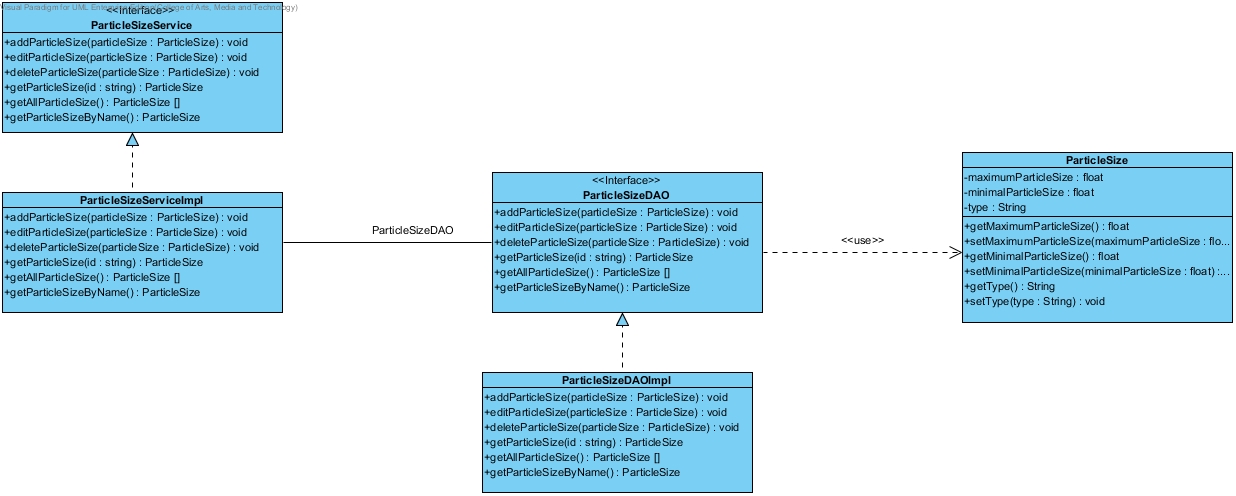 Visual Paradigm for UML Enterprise
College of Arts, Media and Technology)
<<Interface>>
ParticleSizeService
+addParticleSize(particleSize : ParticleSize) : void
+editParticleSize(particleSize : ParticleSize) : void
+deleteParticleSize(particleSize : ParticleSize) : void
+getParticleSize(id : string) : ParticleSize
+getAllParticleSize() : ParticleSize []
+getParticleSizeByName() : ParticleSize
ParticleSizeServiceImpl
+addParticleSize(particleSize : ParticleSize) : void
+editParticleSize(particleSize : ParticleSize) : void
+deleteParticleSize(particleSize : ParticleSize) : void
+getParticleSize(id : string) : ParticleSize
+getAllParticleSize() : ParticleSize []
+getParticleSizeByName() : ParticleSize
ParticleSizeDAO
<<Interface>>
ParticleSizeDAO
+addParticleSize(particleSize : ParticleSize) : void
+editParticleSize(particleSize : ParticleSize) : void
+deleteParticleSize(particleSize : ParticleSize) : void
+getParticleSize(id : string) : ParticleSize
+getAllParticleSize() : ParticleSize []
+getParticleSizeByName() : ParticleSize
<<use>>
ParticleSize
-maximumParticleSize : float
-minimalParticleSize : float
-type : String
+getMaximumParticleSize() : float
+setMaximumParticleSize(maximumParticleSize : flo...
+getMinimalParticleSize() : float
+setMinimalParticleSize(minimalParticleSize : float) :...
+getType() : String
+setType(type : String) : void
ParticleSizeDAOImpl
+addParticleSize(particleSize : ParticleSize) : void
+editParticleSize(particleSize : ParticleSize) : void
+deleteParticleSize(particleSize : ParticleSize) : void
+getParticleSize(id : string) : ParticleSize
+getAllParticleSize() : ParticleSize []
+getParticleSizeByName() : ParticleSize